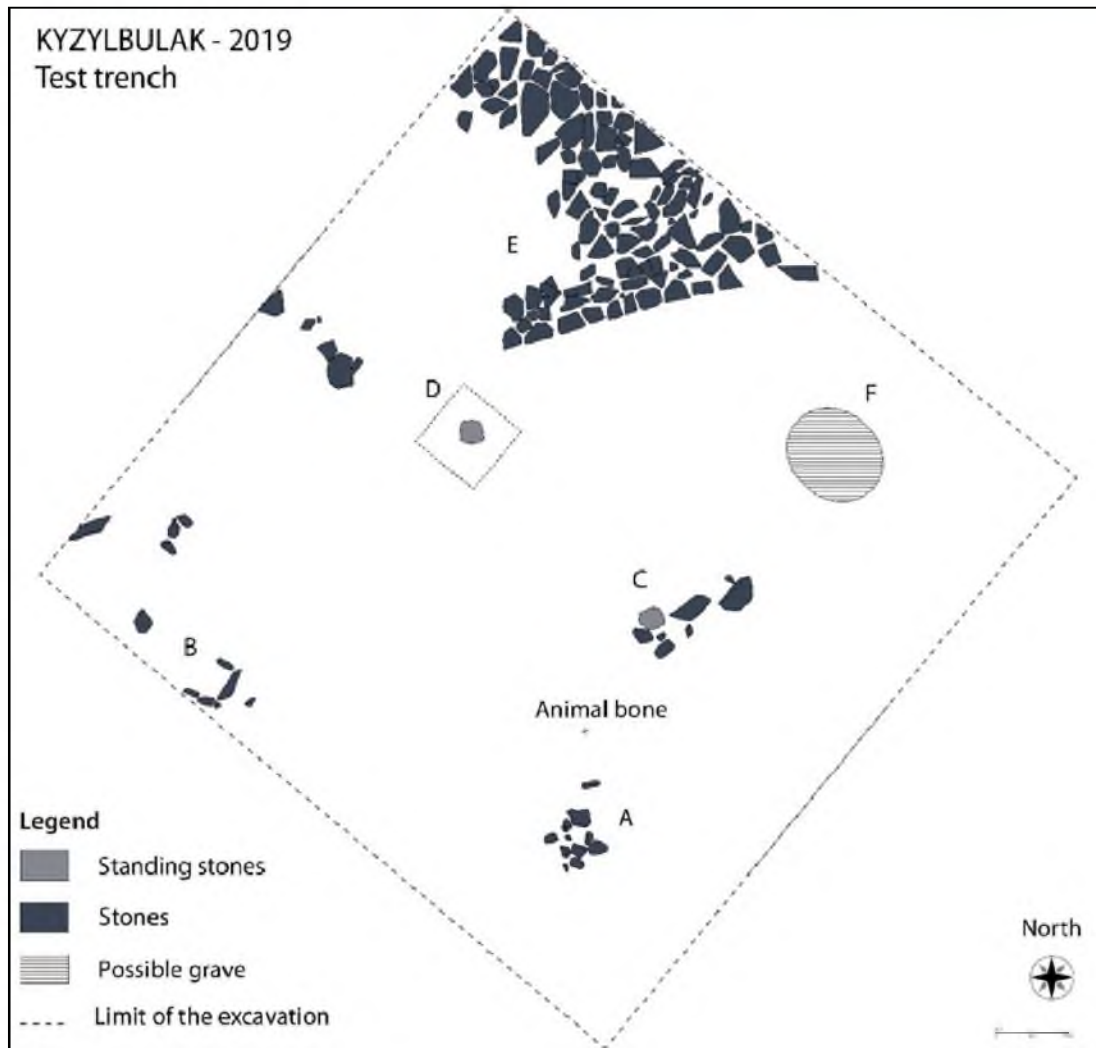 KYZYLBULAK - 2019
Test trench
E
D
F
C
B
Animal bone
A
Legend
Standing stones
Stones
Possible grave
Limit of the excavation
North